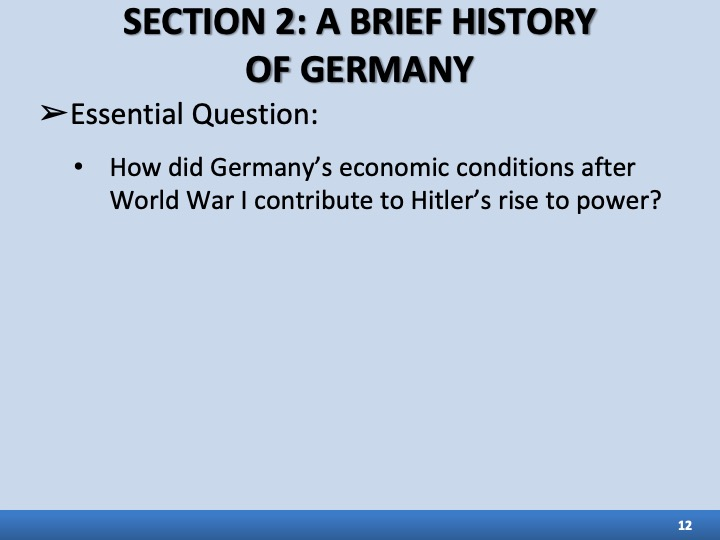 SECTION 2: A BRIEF HISTORY
OF GERMANY
➢Essential Question:
• How did Germany’s economic conditions after
World War I contribute to Hitler’s rise to power?
12